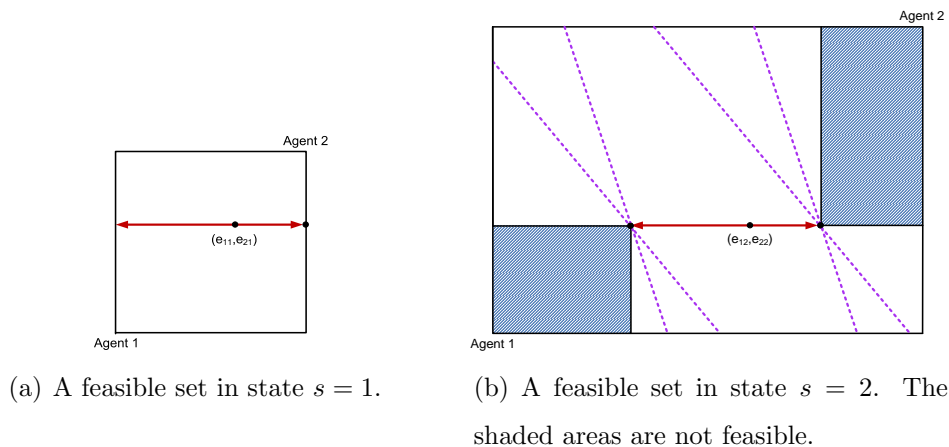 Agent 2
Agent 2
(e₁₁,e₂₁)
(e₁₂,e₂₂)
Agent 1
Agent 1
(a) A feasible set in state s = 1.
(b) A feasible set in state s = 2. The
shaded areas are not feasible.